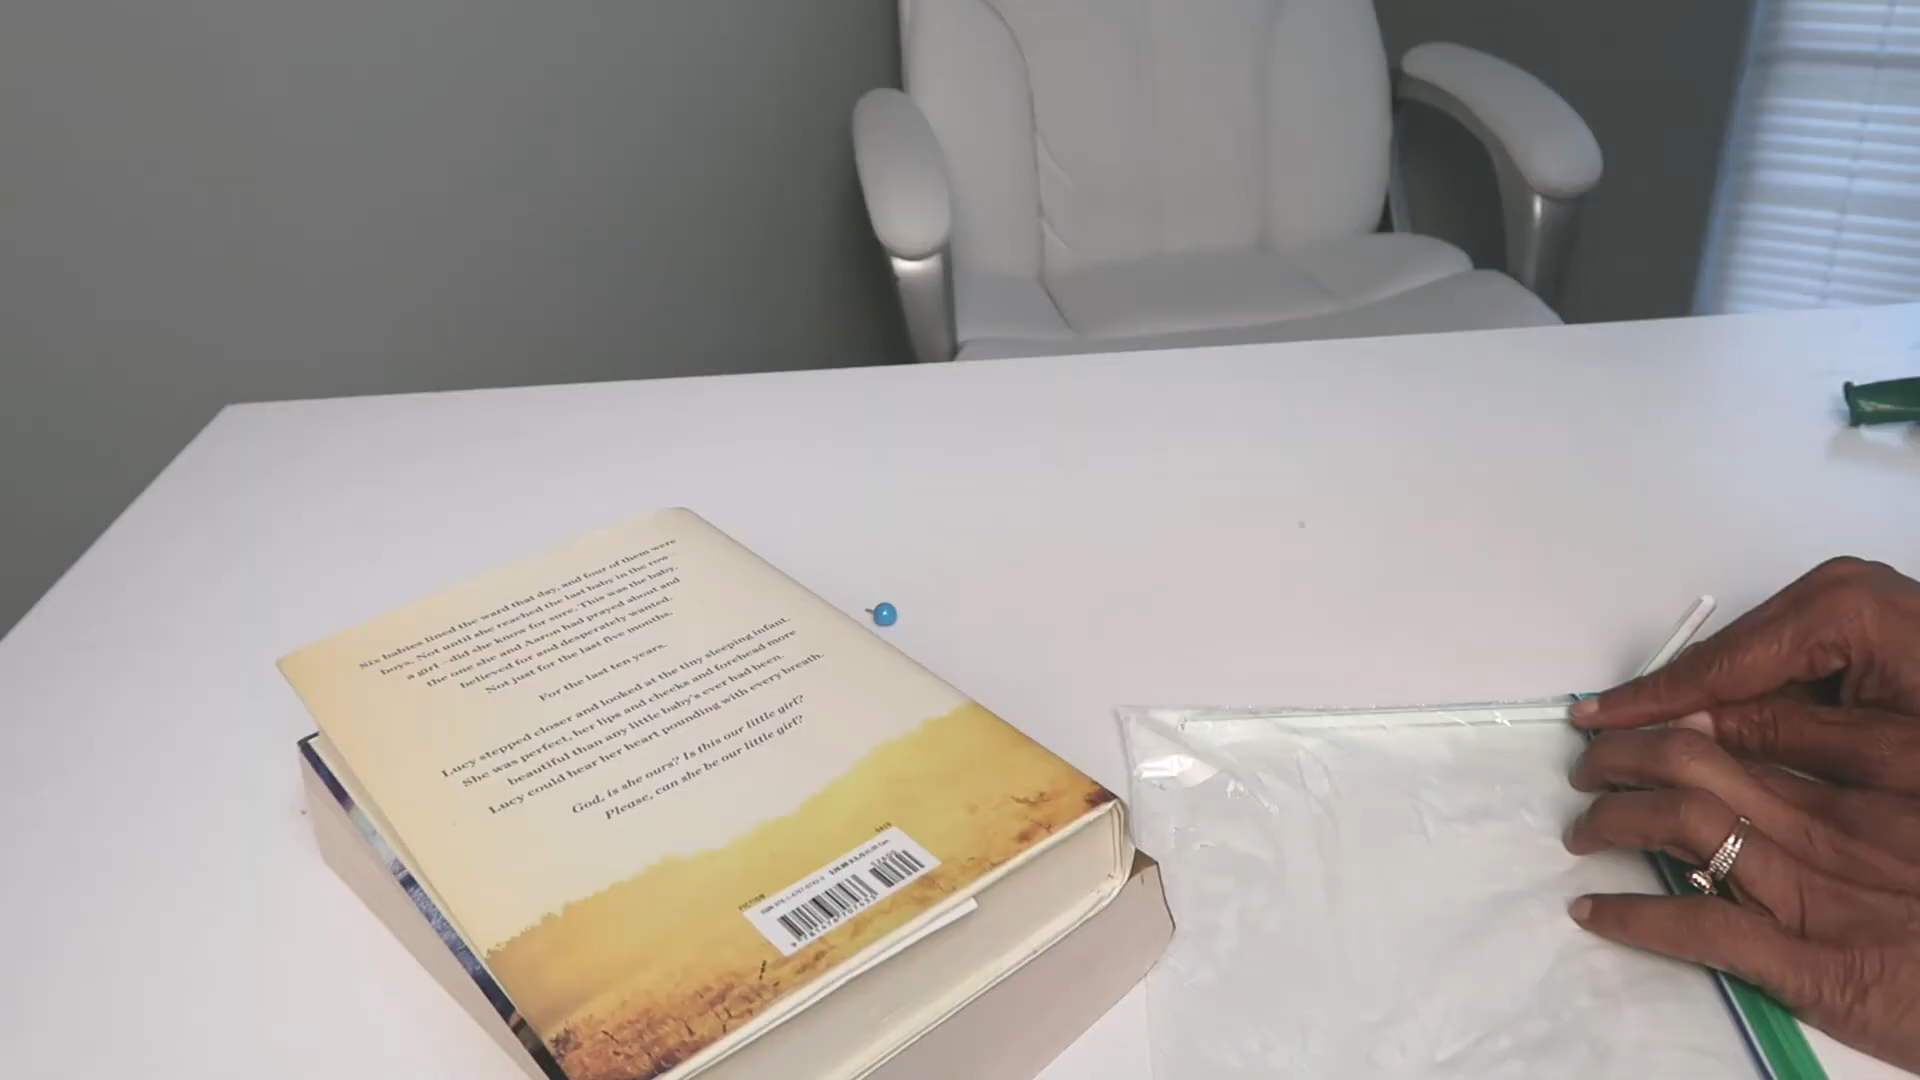 Six babies lined the ward that day, and four of them were
boys. Not until she reached the last baby in the row—
a girl—did she know for sure. This was the baby,
the one she and Aaron had prayed about and
believed for and desperately wanted.
Not just for the last five months.
For the last ten years.
Lucy stepped closer and looked at the tiny sleeping infant.
She was perfect, her lips and cheeks and forehead more
beautiful than any little baby's ever had been.
Lucy could hear her heart pounding with every breath.
God, is she ours? Is this our little girl?
Please, can she be our little girl?
FICTION